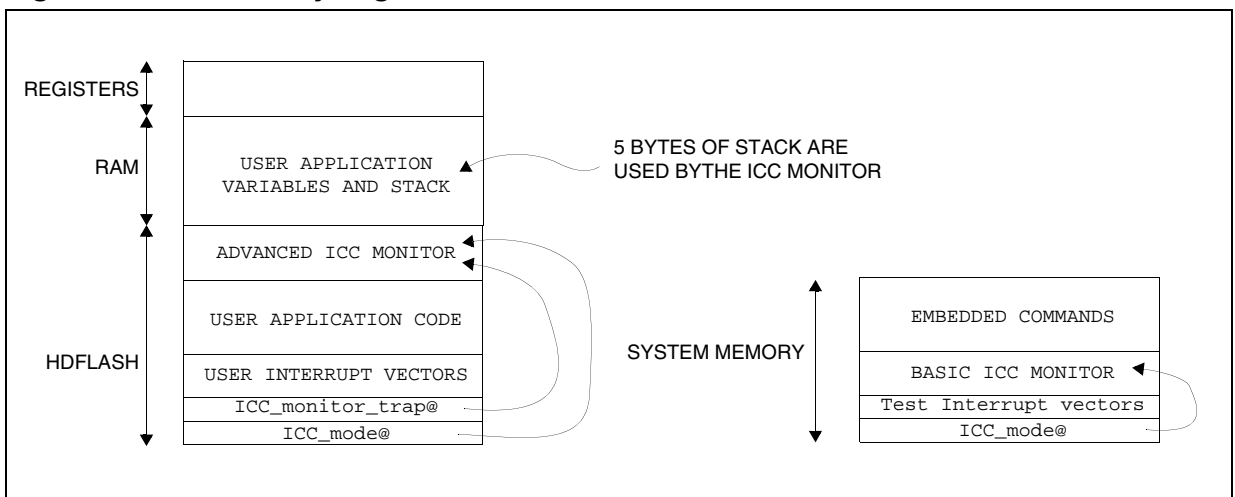 REGISTERS
RAM
USER APPLICATION
VARIABLES AND STACK
5 BYTES OF STACK ARE
USED BYTHE ICC MONITOR
HDFLASH
ADVANCED ICC MONITOR
USER APPLICATION CODE
USER INTERRUPT VECTORS
ICC_monitor_trap@
ICC_mode@
SYSTEM MEMORY
EMBEDDED COMMANDS
BASIC ICC MONITOR
Test Interrupt vectors
ICC_mode@